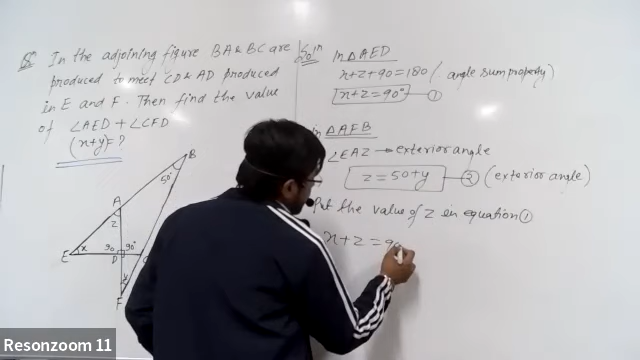 Q. In the adjoining figure BA & BC are
produced to meet CD & AD produced
in E and F. Then find the value
of ∠AED + ∠CFD
(x+y)=?
B
50°
A
z
E
x
90
90°
D
y
F
Soln
In △AED
x+z+90=180 (. angle sum property)
x+z=90° ①
in △AFB
∠EAZ → exterior angle
z=50+y ② (exterior angle)
Put the value of z in equation ①
x+z=90
Resonzoom 11